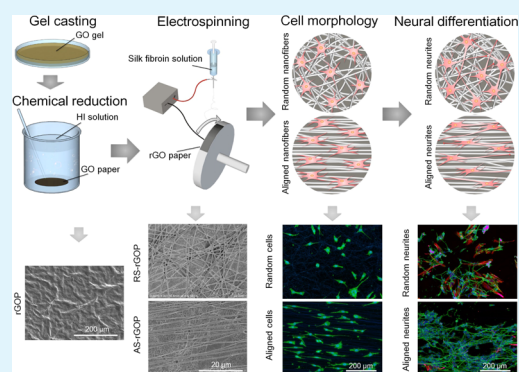 Gel casting
GO gel
Chemical reduction
HI solution
GO paper
rGOP
200 µm
Electrospinning
Silk fibroin solution
rGO paper
RS-rGOP
AS-rGOP
20 µm
Cell morphology
Random nanofibers
Aligned nanofibers
Random cells
Aligned cells
200 µm
Neural differentiation
Random neurites
Aligned neurites
Random neurites
Aligned neurites
200 µm